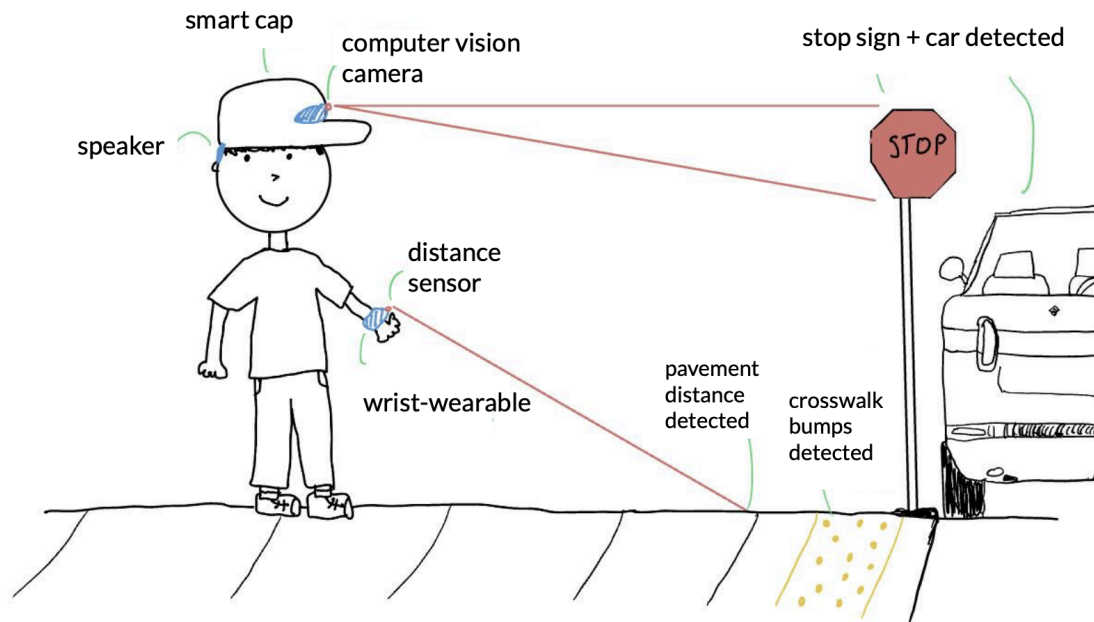 smart cap
computer vision
camera
stop sign + car detected
speaker
STOP
distance
sensor
wrist-wearable
pavement
distance
detected
crosswalk
bumps
detected